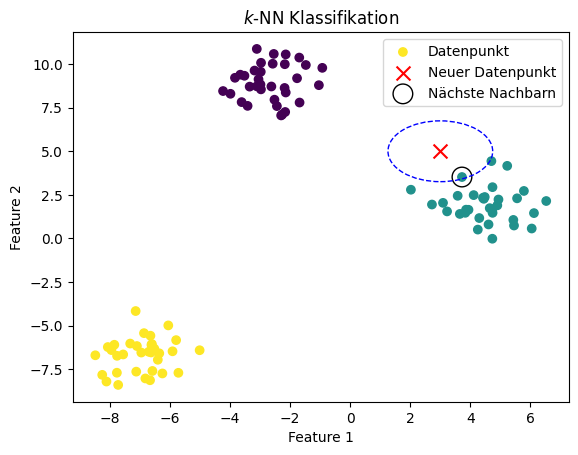 k-NN Klassifikation
Datenpunkt
Neuer Datenpunkt
Nächste Nachbarn
Feature 2
10.0
7.5
5.0
2.5
0.0
−2.5
−5.0
−7.5
−8 −6 −4 −2 0 2 4 6
Feature 1